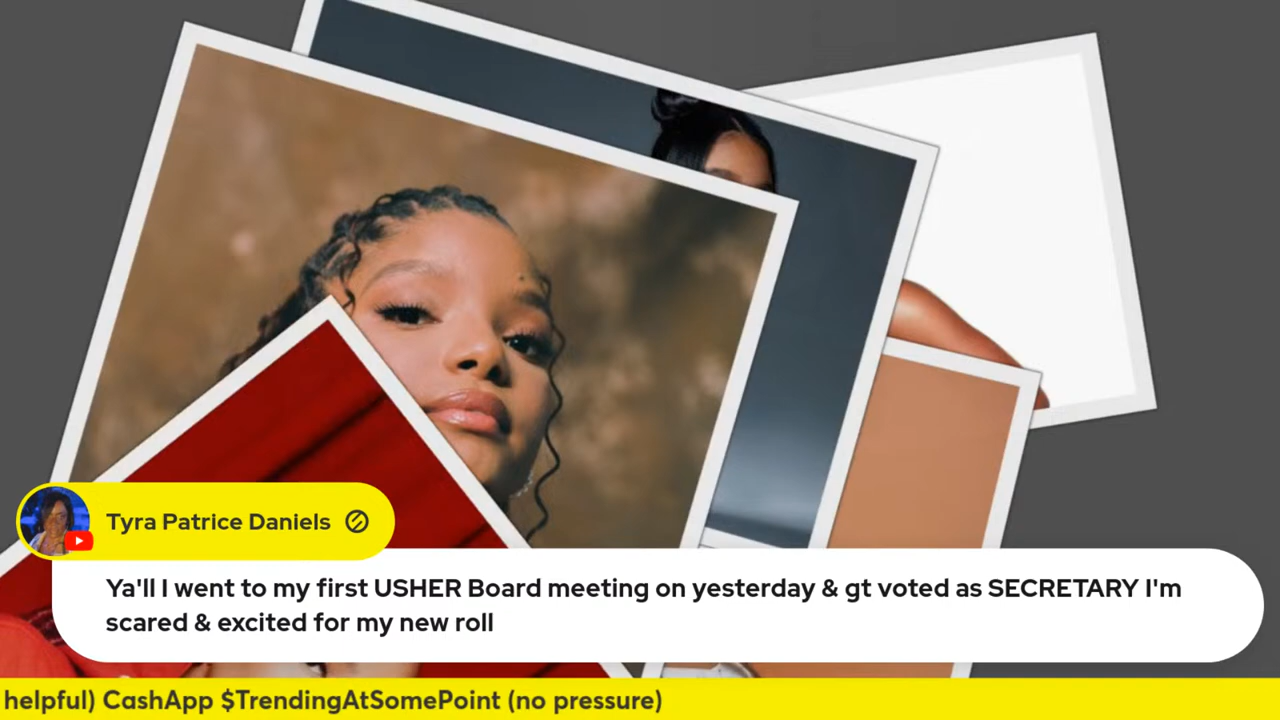 Tyra Patrice Daniels
Ya'll I went to my first USHER Board meeting on yesterday & gt voted as SECRETARY I'm
scared & excited for my new roll
helpful) CashApp $TrendingAtSomePoint (no pressure)